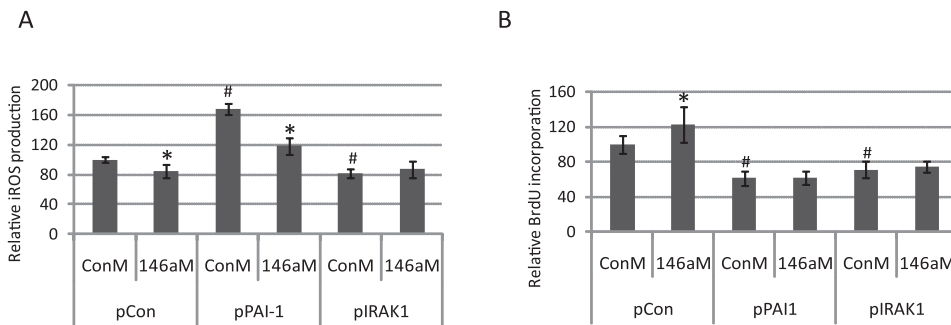 A
Relative iROS production
200
160
120
80
40
0
*
#
*
#
ConM 146aM ConM 146aM ConM 146aM
pCon pPAI-1 pIRAK1
B
Relative BrdU incorporation
160
120
80
40
0
*
#
#
ConM 146aM ConM 146aM ConM 146aM
pCon pPAI1 pIRAK1